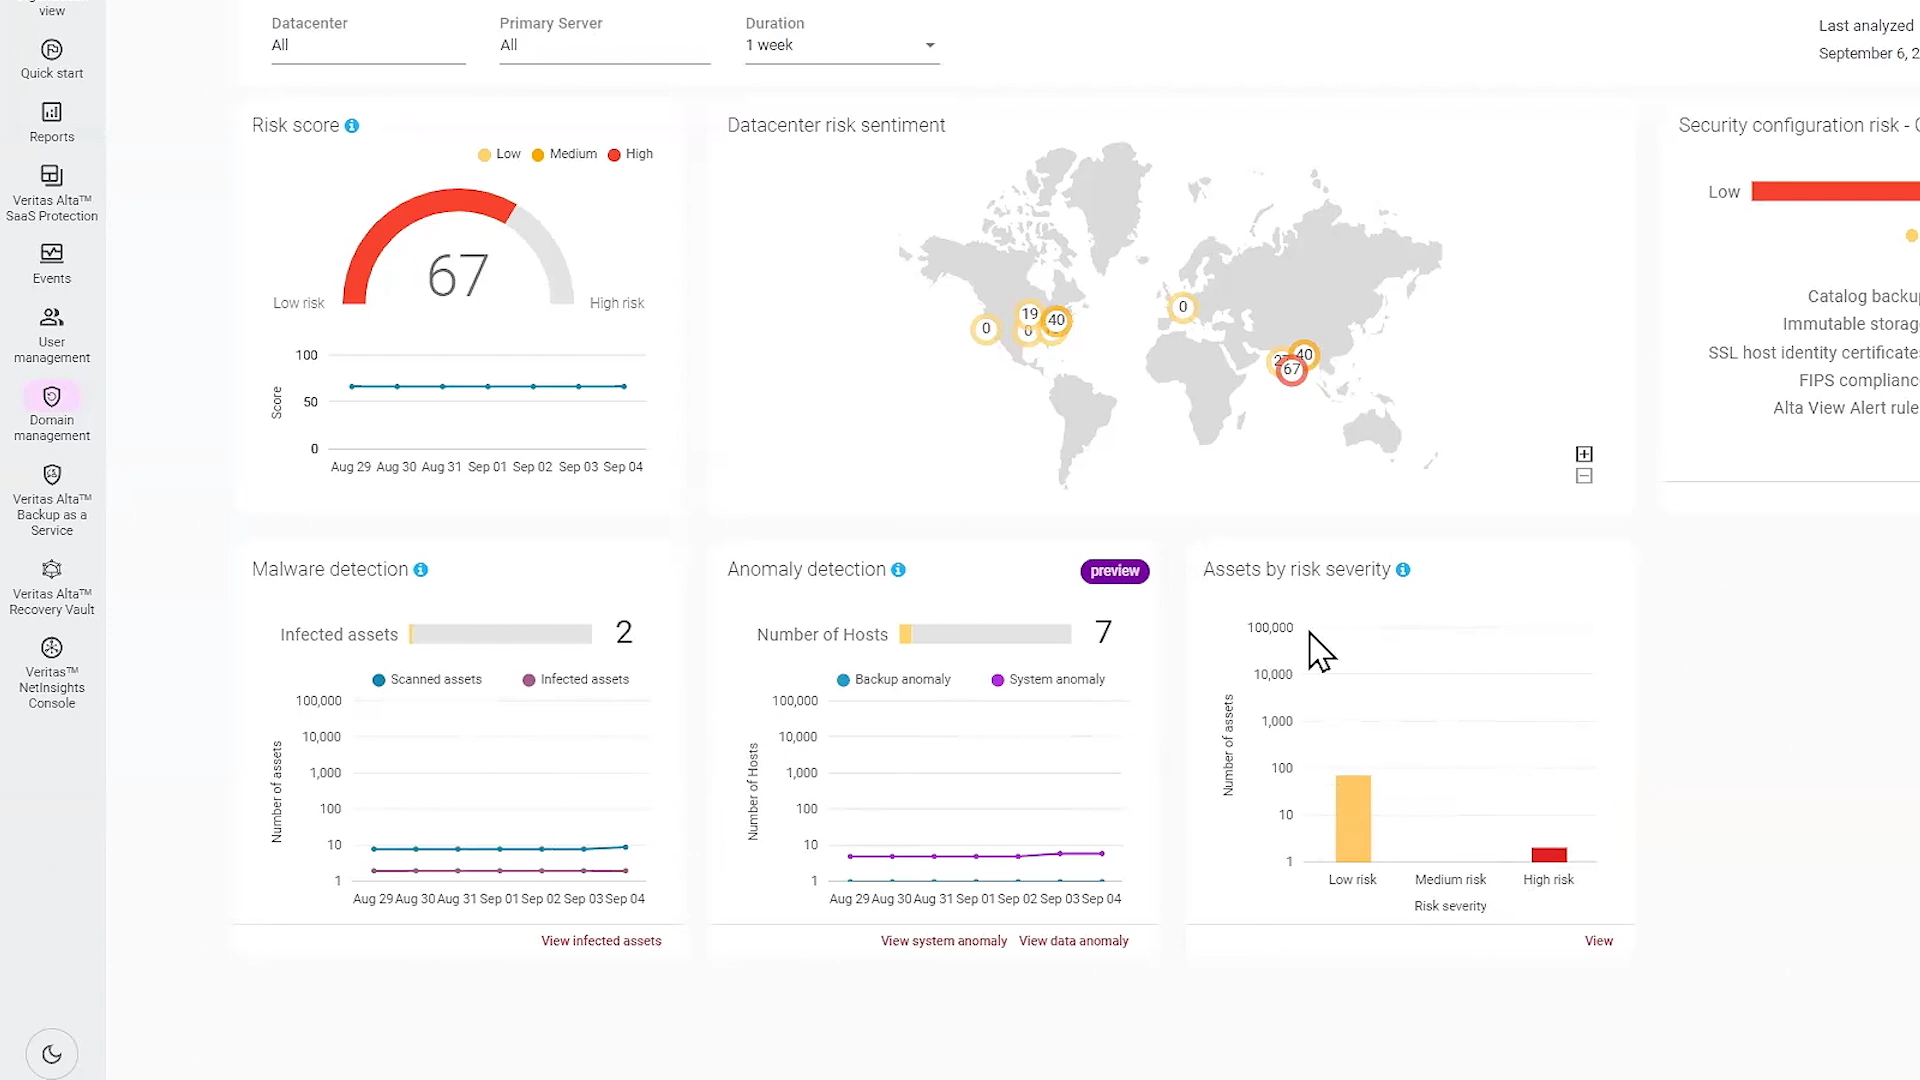 view
Quick start
Reports
Veritas Alta™
SaaS Protection
Events
User
management
Domain
management
Veritas Alta™
Backup as a
Service
Veritas Alta™
Recovery Vault
Veritas™
NetInsights
Console
Datacenter
All
Primary Server
All
Duration
1 week
Last analyzed
September 6, 2
Risk score
Low Medium High
67
Low risk
High risk
100
50
0
Score
Aug 29 Aug 30 Aug 31 Sep 01 Sep 02 Sep 03 Sep 04
Datacenter risk sentiment
0
19
0
40
0
27
40
67
Security configuration risk -
Low
Catalog backup
Immutable storage
SSL host identity certificates
FIPS compliance
Alta View Alert rule
Malware detection
Infected assets
2
Scanned assets Infected assets
100,000
10,000
1,000
100
10
1
Number of assets
Aug 29 Aug 30 Aug 31 Sep 01 Sep 02 Sep 03 Sep 04
View infected assets
Anomaly detection
preview
Number of Hosts
7
Backup anomaly System anomaly
100,000
10,000
1,000
100
10
1
Number of Hosts
Aug 29 Aug 30 Aug 31 Sep 01 Sep 02 Sep 03 Sep 04
View system anomaly View data anomaly
Assets by risk severity
100,000
10,000
1,000
100
10
1
Number of assets
Low risk Medium risk High risk
Risk severity
View